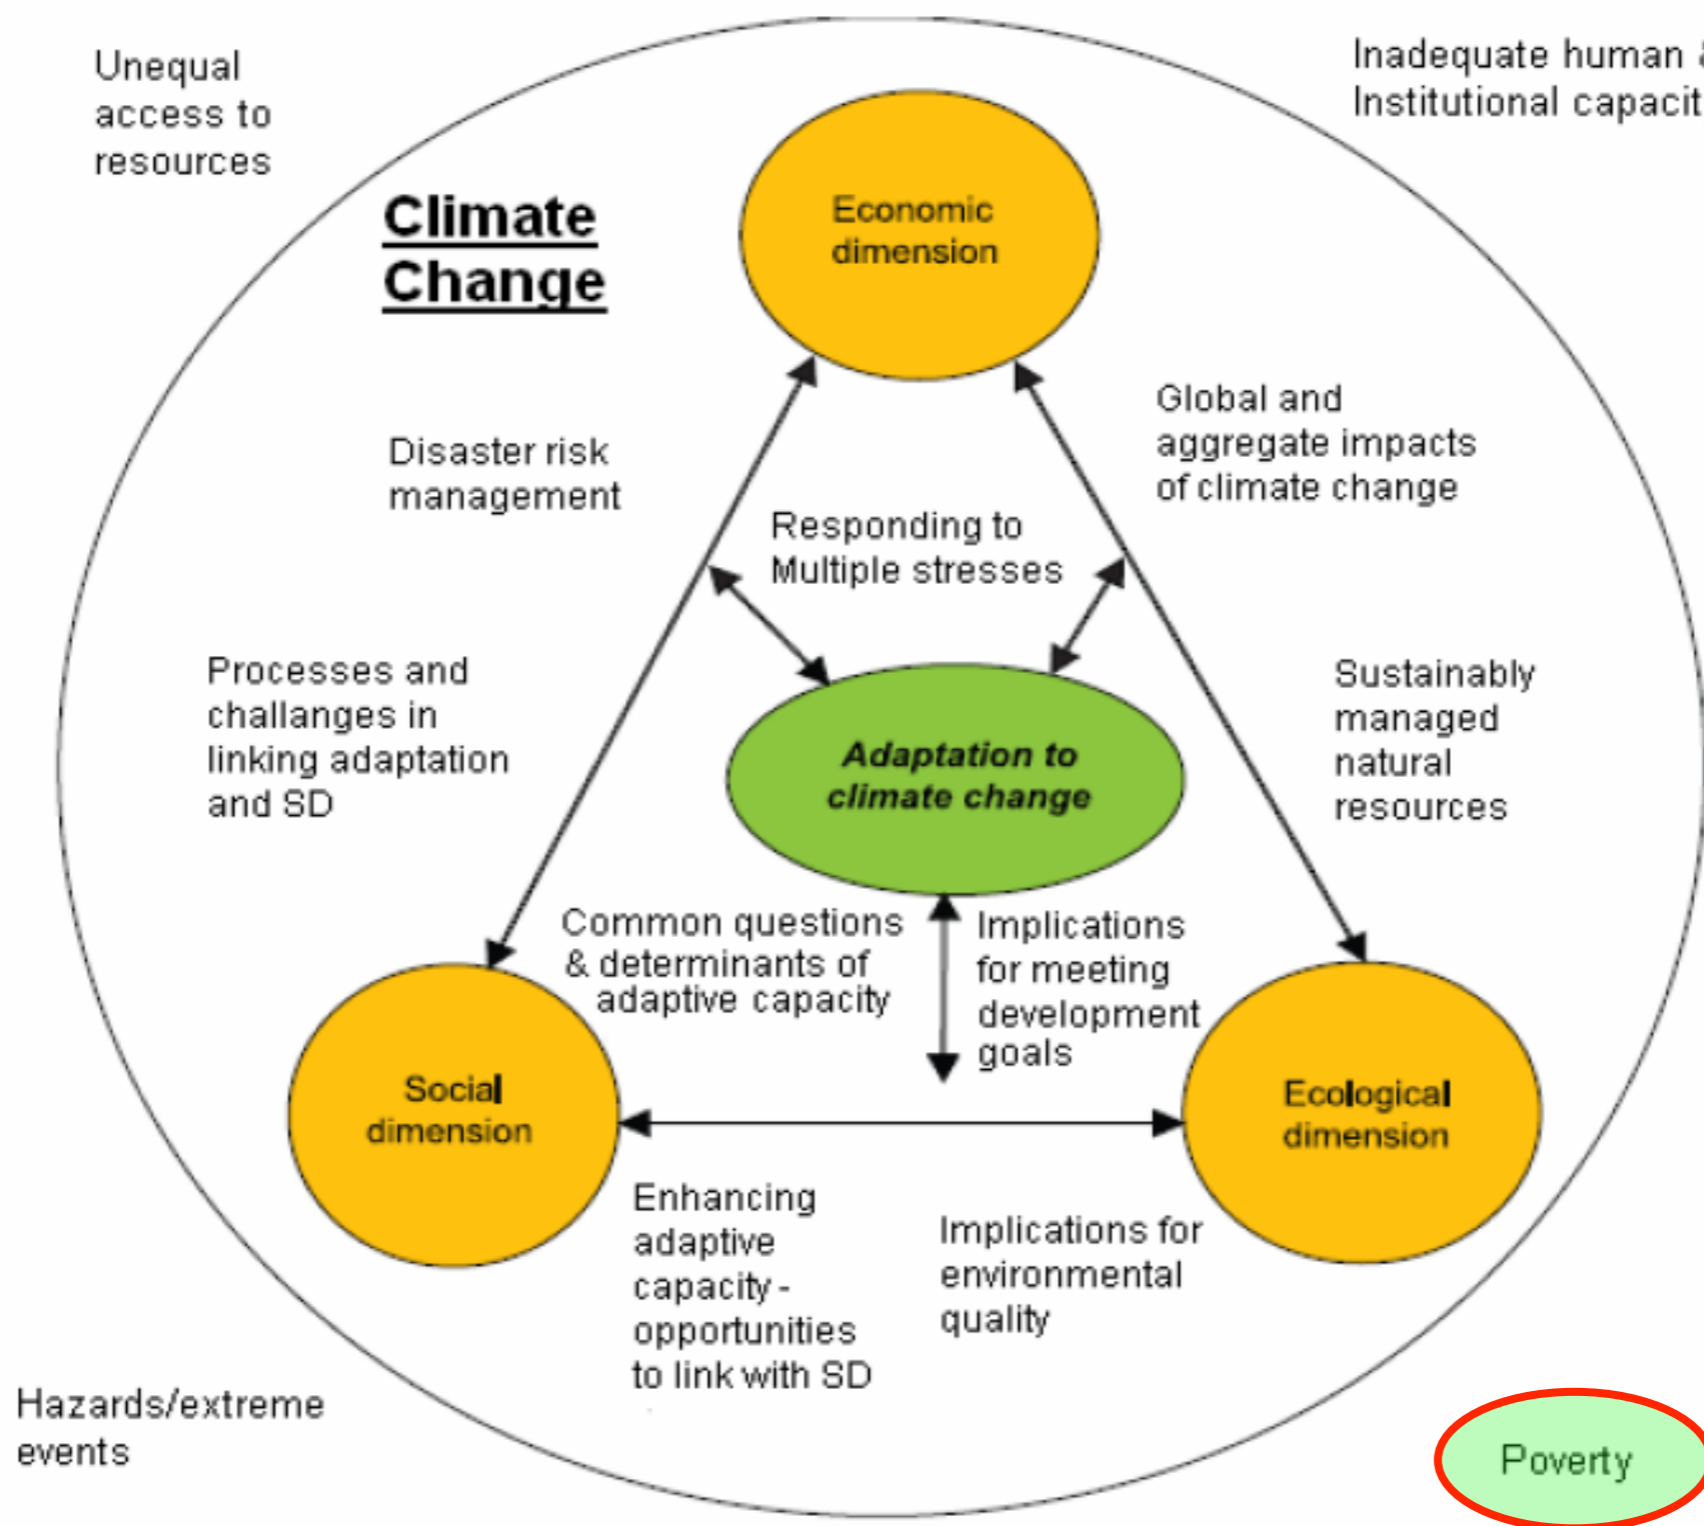 Unequal
access to
resources
Inadequate human &
Institutional
Climate
Change
Economic
dimension
Disaster risk
management
Global and
aggregate impacts
of climate change
Responding to
Multiple stresses
Processes and
challanges in
linking adaptation
and SD
Sustainably
managed
natural
resources
Adaptation to
climate change
Common questions
& determinants of
adaptive capacity
Implications
for meeting
development
goals
Social
dimension
Ecological
dimension
Enhancing
adaptive
capacity-
opportunities
to link with SD
Implications for
environmental
quality
Hazards/extreme
events
Poverty